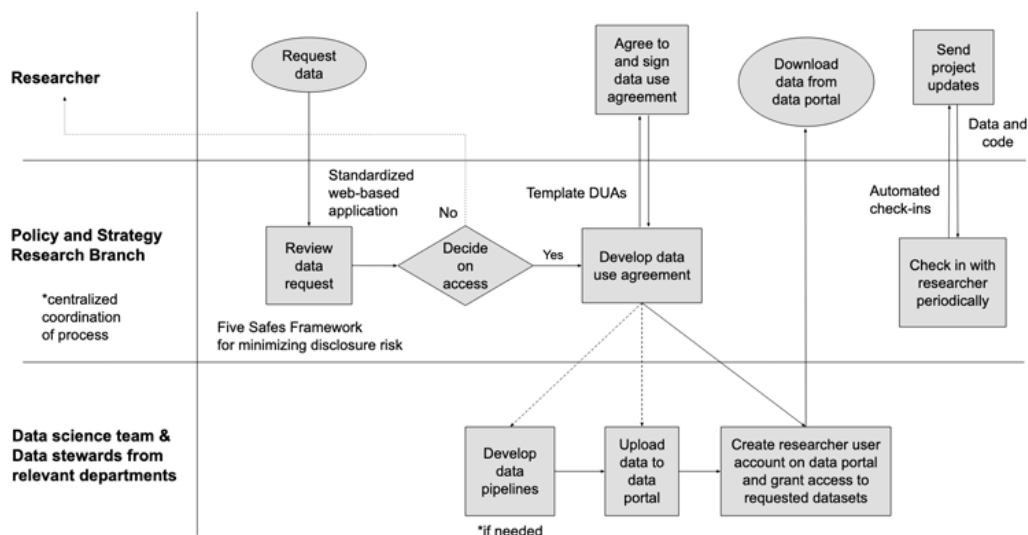 Researcher
Request
data
Agree to
and sign
data use
agreement
Download
data from
data portal
Send
project
updates
Data and
code
Policy and Strategy
Research Branch
*centralized
coordination
of process
Standardized
web-based
application
Review
data
request
No
Decide
on
access
Yes
Template DUAs
Develop data
use agreement
Automated
check-ins
Check in with
researcher
periodically
Five Safes Framework
for minimizing disclosure risk
Data science team &
Data stewards from
relevant departments
Develop
data
pipelines
*if needed
Upload
data to
data
portal
Create researcher user
account on data portal
and grant access to
requested datasets